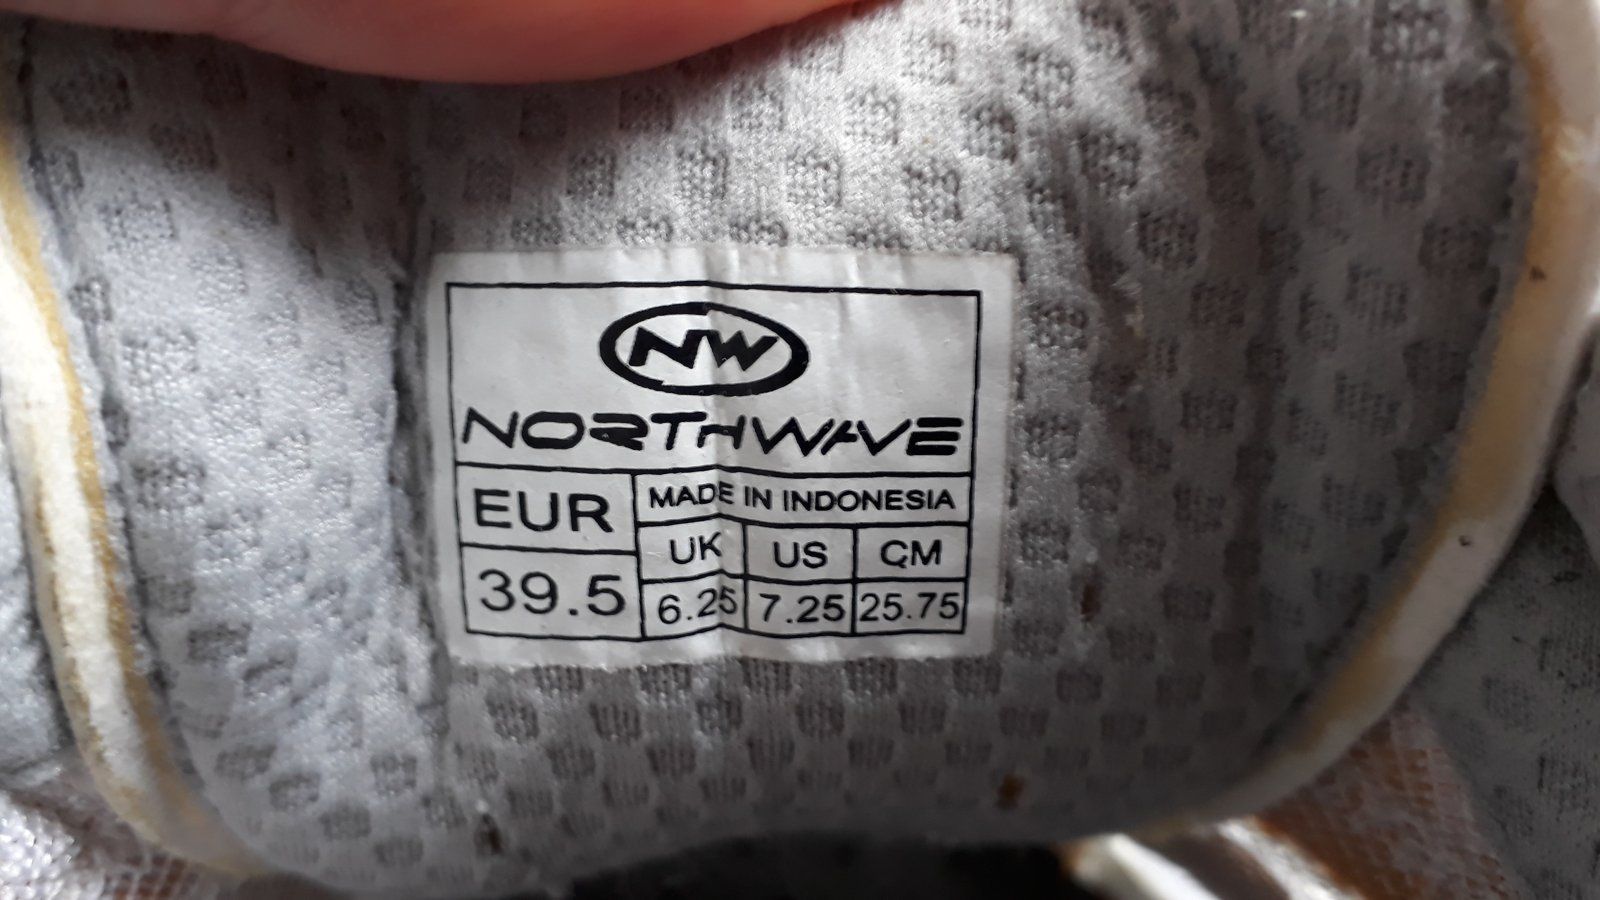 NW
NORTHWAVE
EUR
39.5
MADE IN INDONESIA
UK US CM
6.25 7.25 25.75